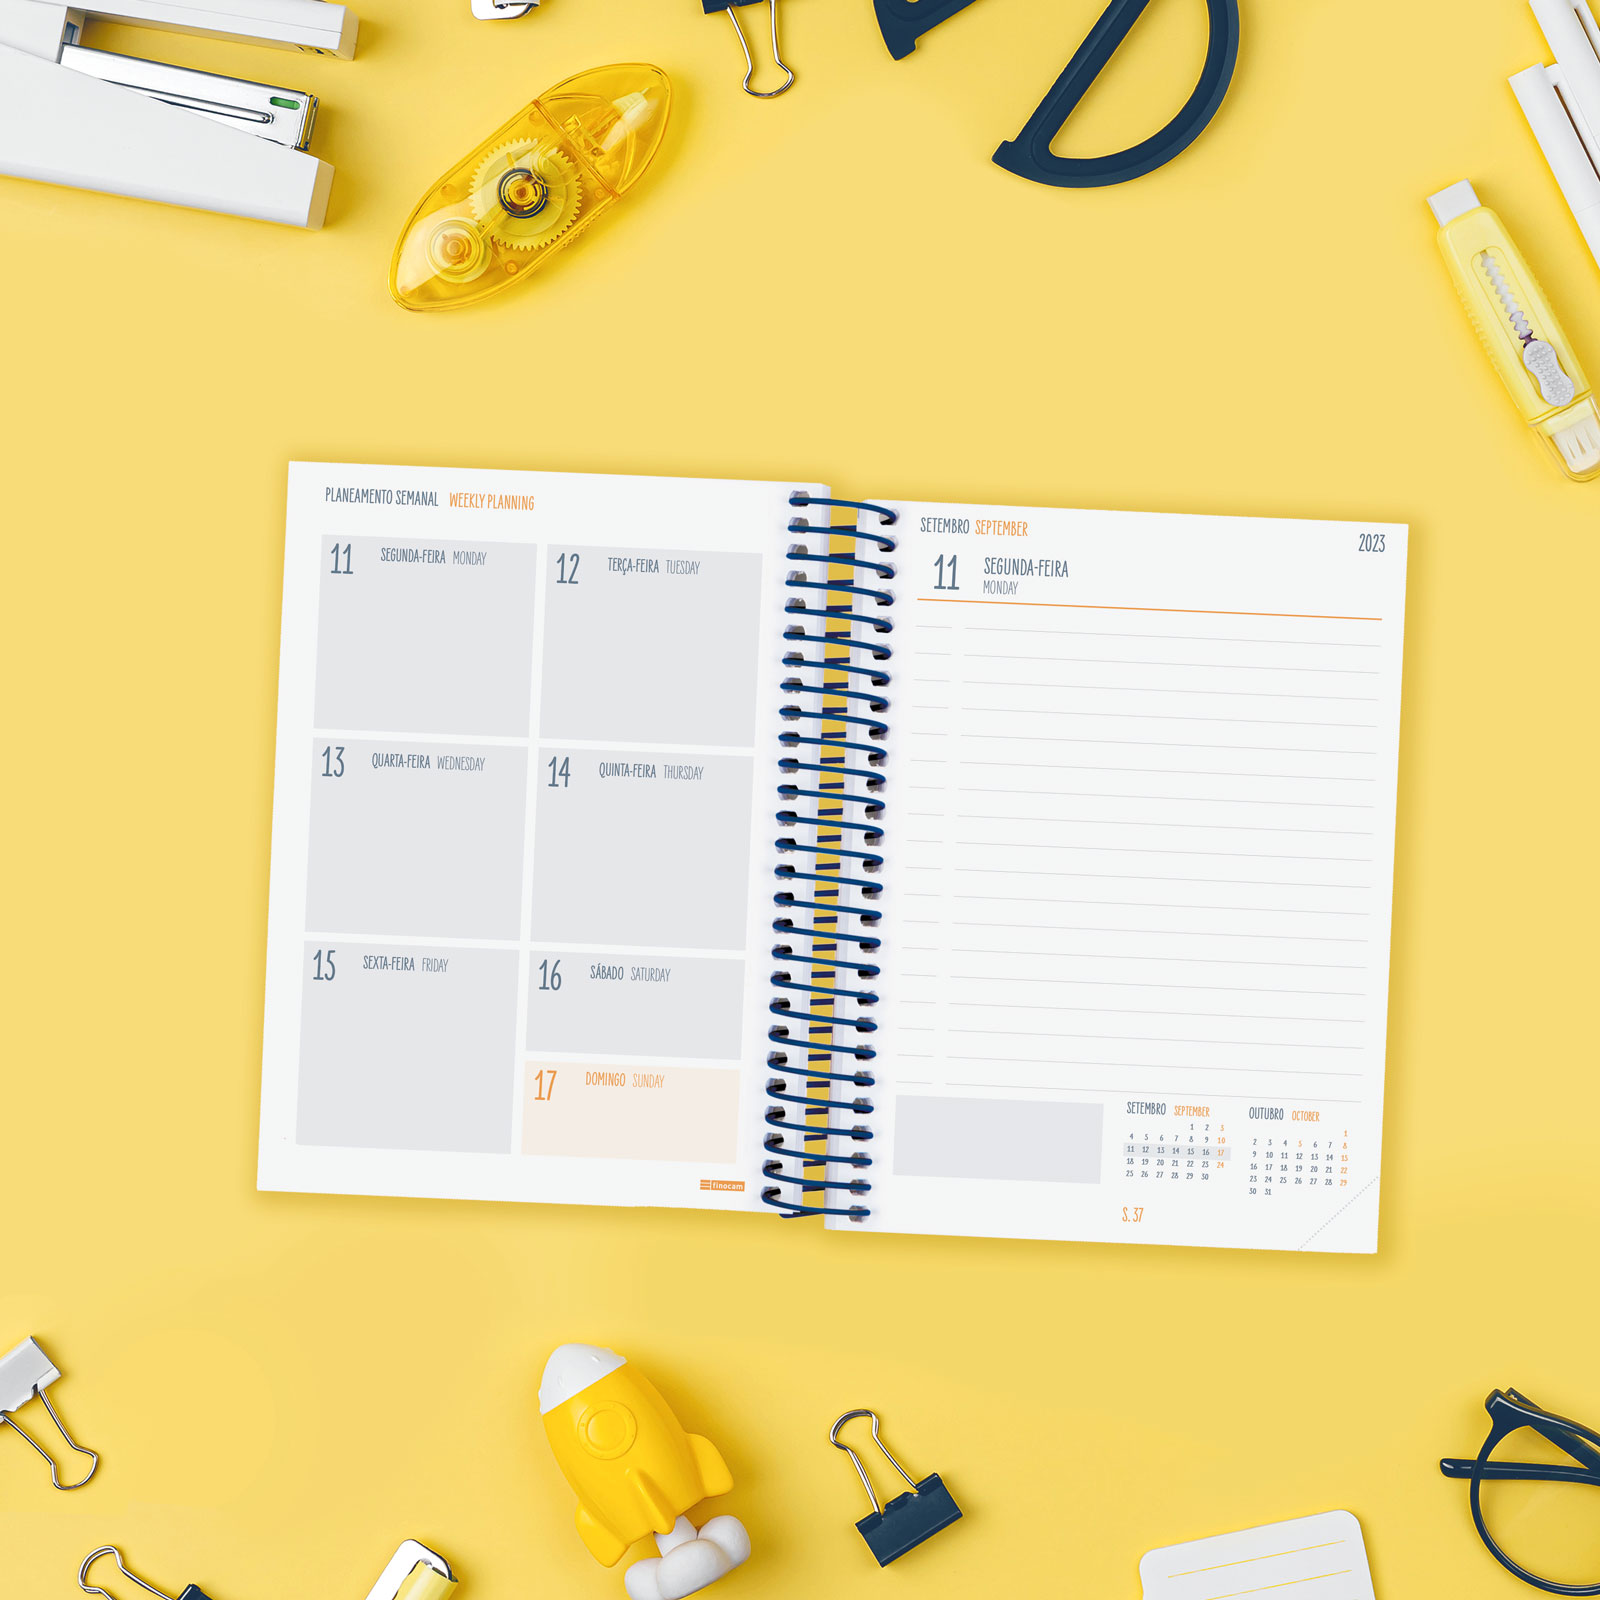 PLANEAMENTO SEMANAL WEEKLY PLANNING
11 SEGUNDA-FEIRA MONDAY
12 TERÇA-FEIRA TUESDAY
13 QUARTA-FEIRA WEDNESDAY
14 QUINTA-FEIRA THURSDAY
15 SEXTA-FEIRA FRIDAY
16 SÁBADO SATURDAY
17 DOMINGO SUNDAY
finocam
SETEMBRO SEPTEMBER
2023
11 SEGUNDA-FEIRA
MONDAY
SETEMBRO SEPTEMBER
1 2 3
4 5 6 7 8 9 10
11 12 13 14 15 16 17
18 19 20 21 22 23 24
25 26 27 28 29 30
OUTUBRO OCTOBER
1
2 3 4 5 6 7 8
9 10 11 12 13 14 15
16 17 18 19 20 21 22
23 24 25 26 27 28 29
30 31
S. 37